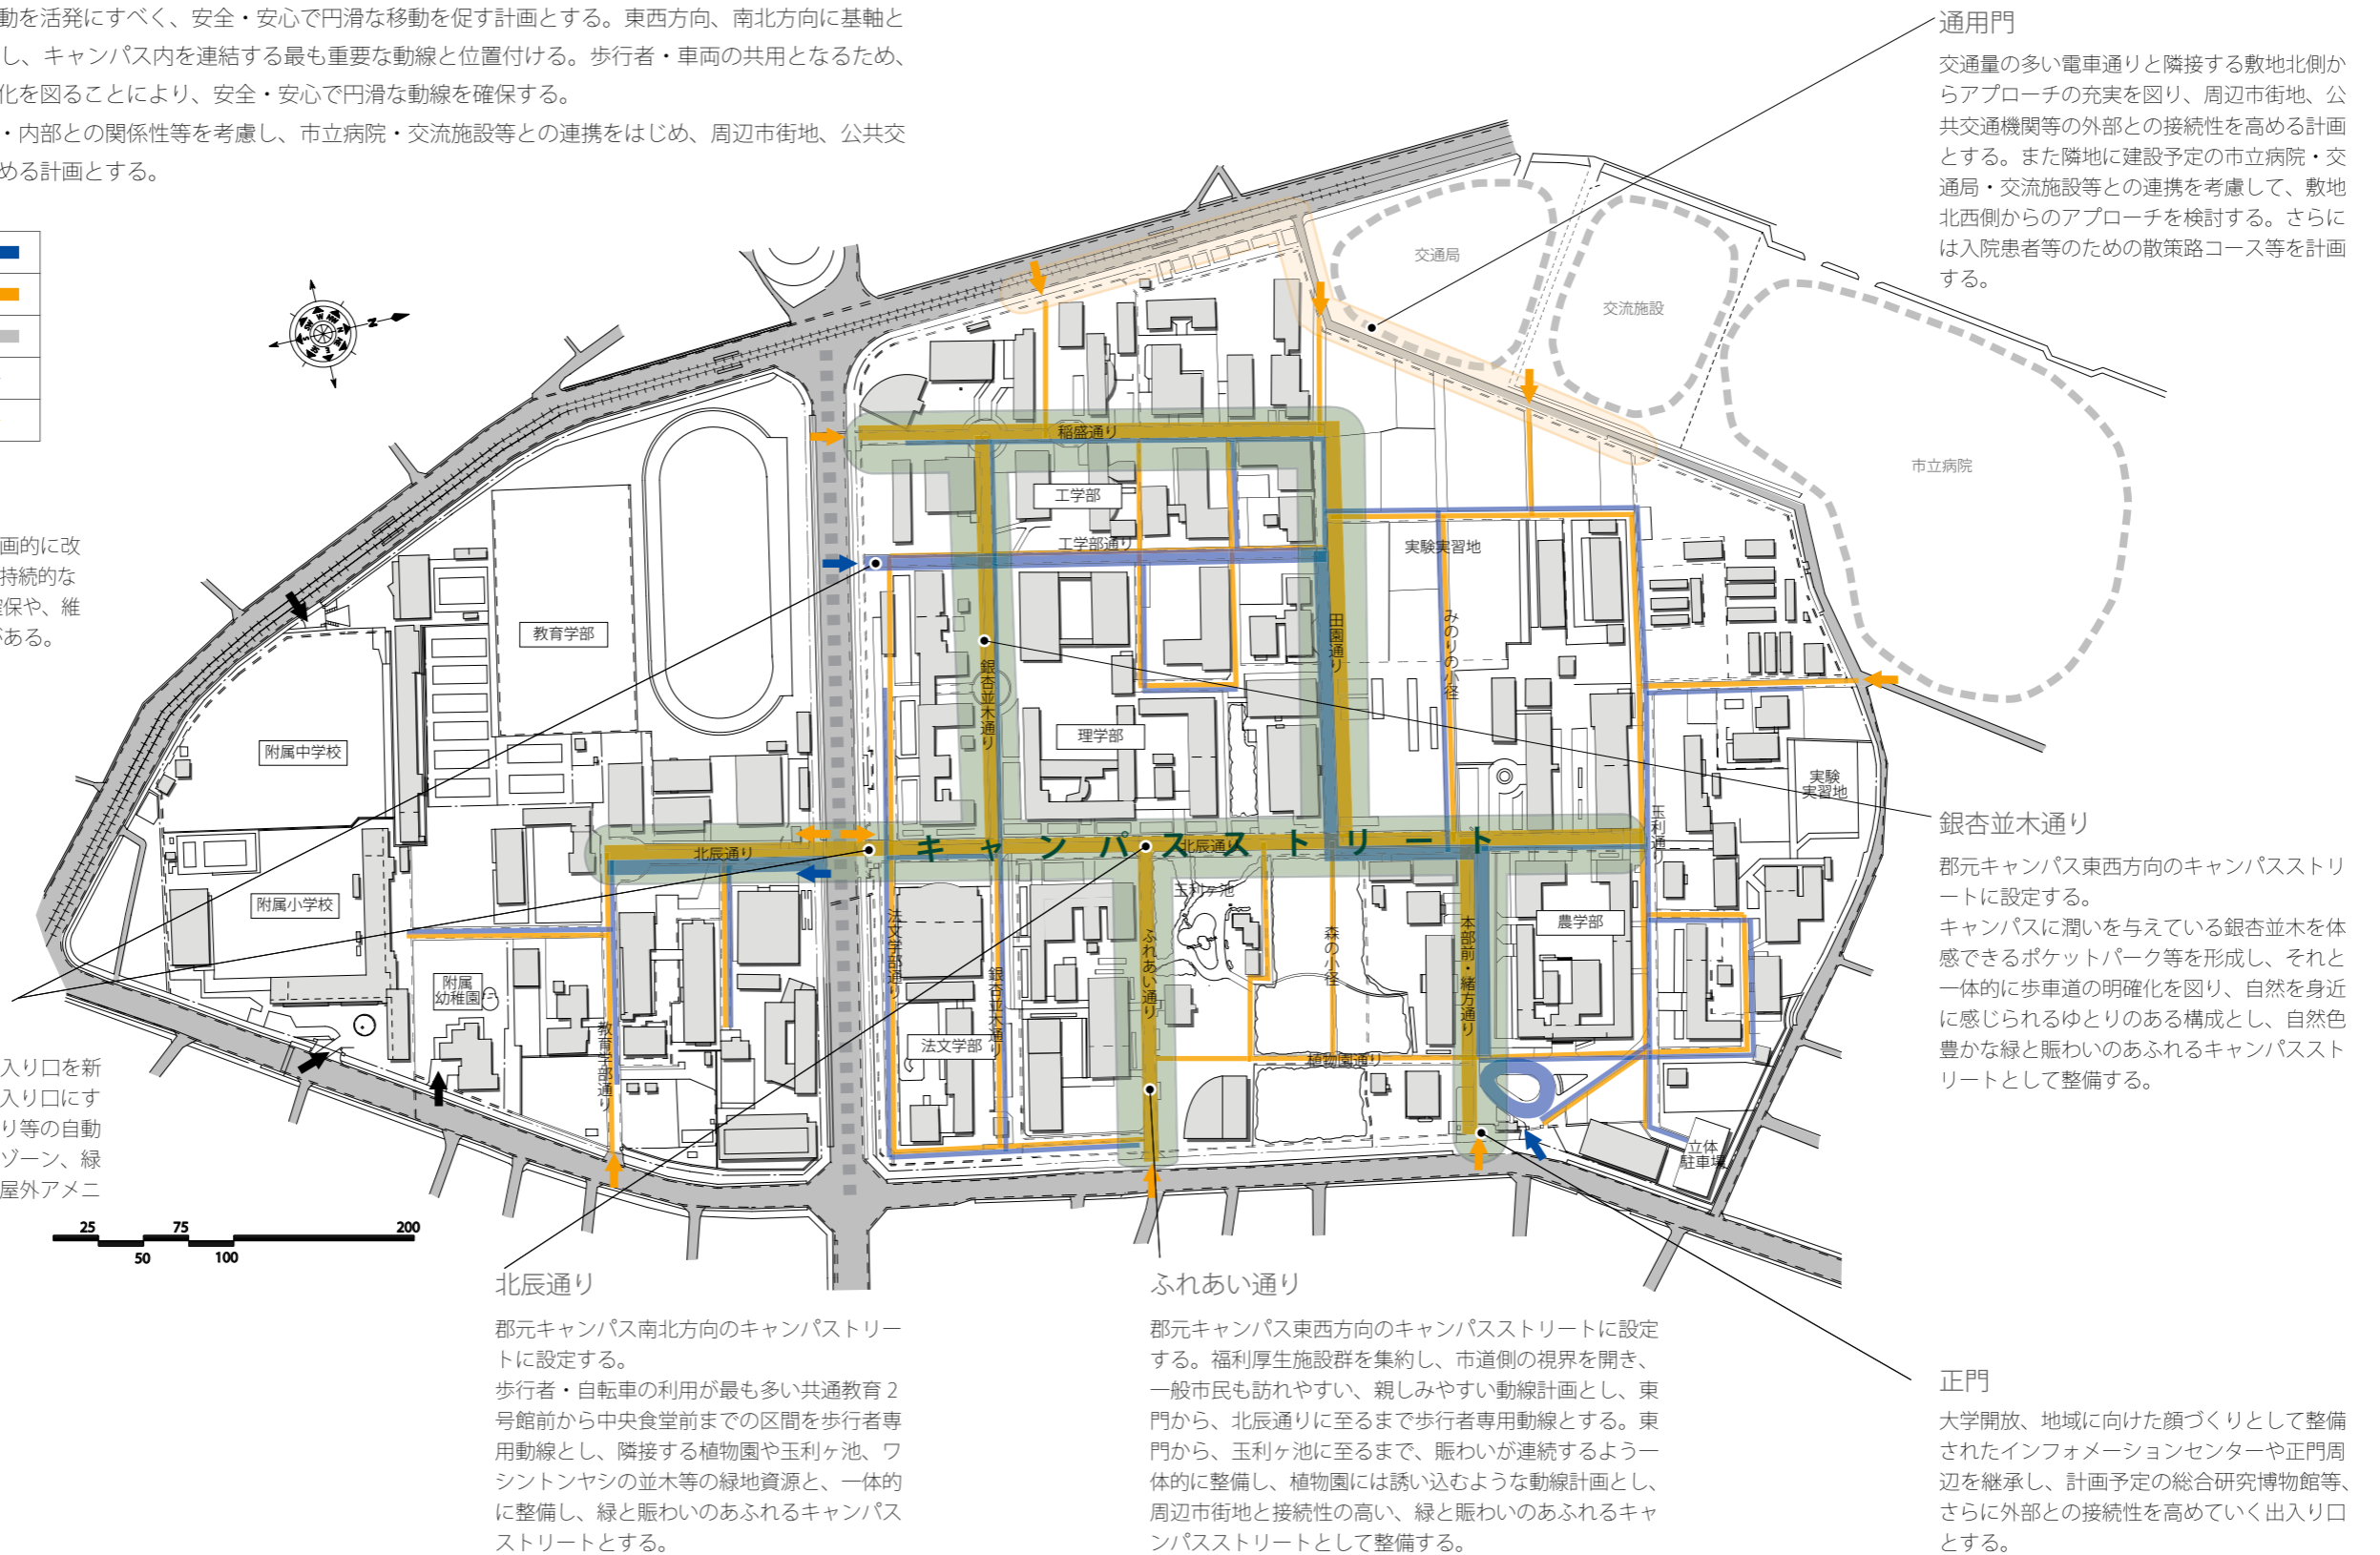 動を活発にすべく、安全・安心で円滑な移動を促す計画とする。東西方向、南北方向に基軸と
し、キャンパス内を連結する最も重要な動線と位置付ける。歩行者・車両の共用となるため、
化を図ることにより、安全・安心で円滑な動線を確保する。
・内部との関係性等を考慮し、市立病院・交流施設等との連携をはじめ、周辺市街地、公共交
める計画とする。
通用門
交通量の多い電車通りと隣接する敷地北側か
らアプローチの充実を図り、周辺市街地、公
共交通機関等の外部との接続性を高める計画
とする。また隣地に建設予定の市立病院・交
通局・交流施設等との連携を考慮して、敷地
北西側からのアプローチを検討する。さらに
は入院患者等のための散策路コース等を計画
する。
交通局
交流施設
市立病院
N
稲盛通り
工学部
工学部通り
実験実習地
画的に改
持続的な
確保や、維
がある。
教育学部
銀杏並木通り
田園通り
みのりの小径
附属中学校
理学部
実験
実習地
玉利通
銀杏並木通り
郡元キャンパス東西方向のキャンパスストリ
ートに設定する。
キャンパスに潤いを与えている銀杏並木を体
感できるポケットパーク等を形成し、それと
一体的に歩車道の明確化を図り、自然を身近
に感じられるゆとりのある構成とし、自然色
豊かな緑と賑わいのあふれるキャンパススト
リートとして整備する。
北辰通り
キャンパスストリート
北辰通り
玉利ヶ池
附属小学校
法文学部通り
ふれあい通り
森の小径
本部前・緒方通り
農学部
附属
幼稚園
銀杏並木通り
教育学部通り
法文学部
植物園通り
立体
駐車場
入り口を新
入り口にす
り等の自動
ゾーン、緑
屋外アメニ
25 75 200
50 100
北辰通り
郡元キャンパス南北方向のキャンパストリー
トに設定する。
歩行者・自転車の利用が最も多い共通教育 2
号館前から中央食堂前までの区間を歩行者専
用動線とし、隣接する植物園や玉利ヶ池、ワ
シントンヤシの並木等の緑地資源と、一体的
に整備し、緑と賑わいのあふれるキャンパス
ストリートとする。
ふれあい通り
郡元キャンパス東西方向のキャンパスストリートに設定
する。福利厚生施設群を集約し、市道側の視界を開き、
一般市民も訪れやすい、親しみやすい動線計画とし、東
門から、北辰通りに至るまで歩行者専用動線とする。東
門から、玉利ヶ池に至るまで、賑わいが連続するよう一
体的に整備し、植物園には誘い込むような動線計画とし、
周辺市街地と接続性の高い、緑と賑わいのあふれるキャ
ンパスストリートとして整備する。
正門
大学開放、地域に向けた顔づくりとして整備
されたインフォメーションセンターや正門周
辺を継承し、計画予定の総合研究博物館等、
さらに外部との接続性を高めていく出入り口
とする。